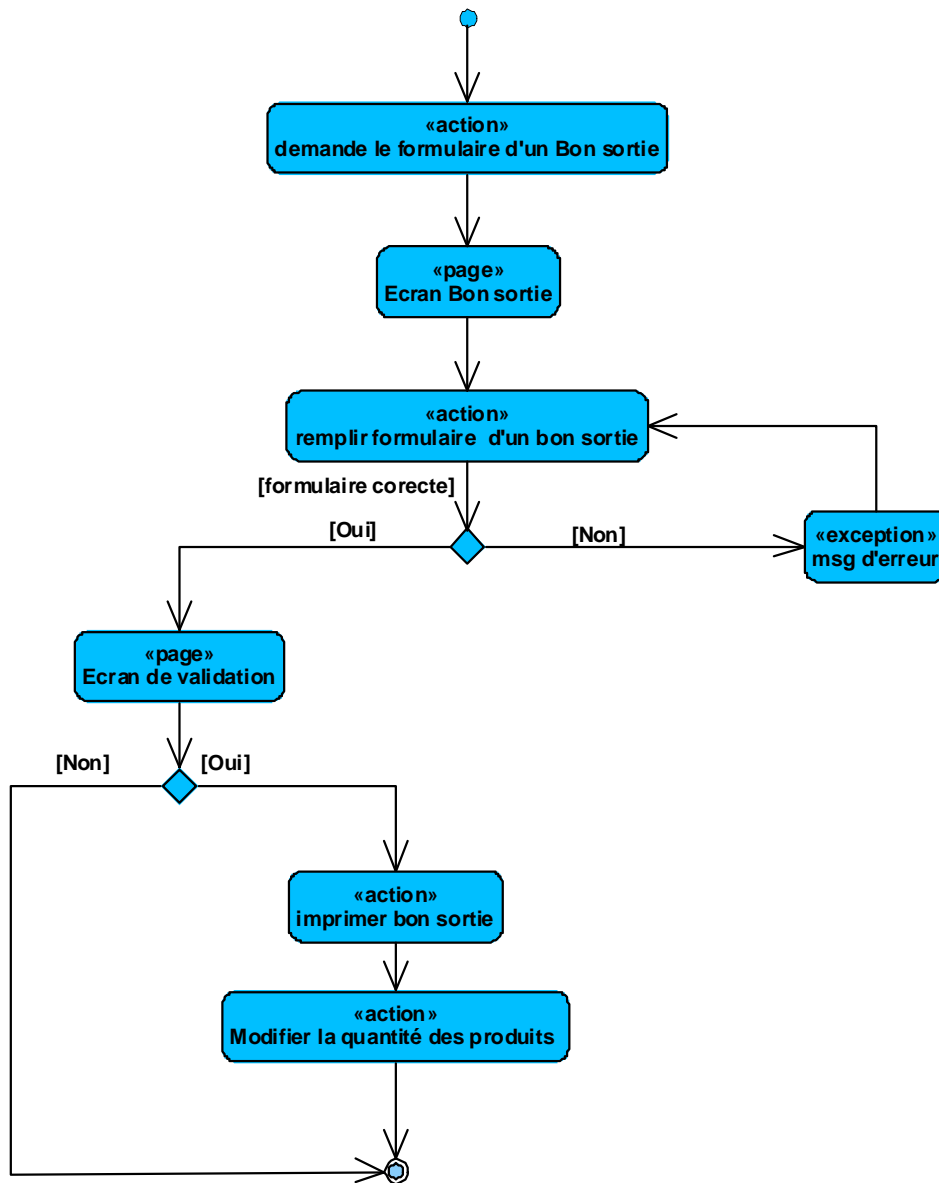 «action»
demande le formulaire d'un Bon sortie
«page»
Ecran Bon sortie
«action»
remplir formulaire d'un bon sortie
[formulaire corecte]
[Oui]
[Non]
«exception»
msg d'erreur
«page»
Ecran de validation
[Non]
[Oui]
«action»
imprimer bon sortie
«action»
Modifier la quantité des produits